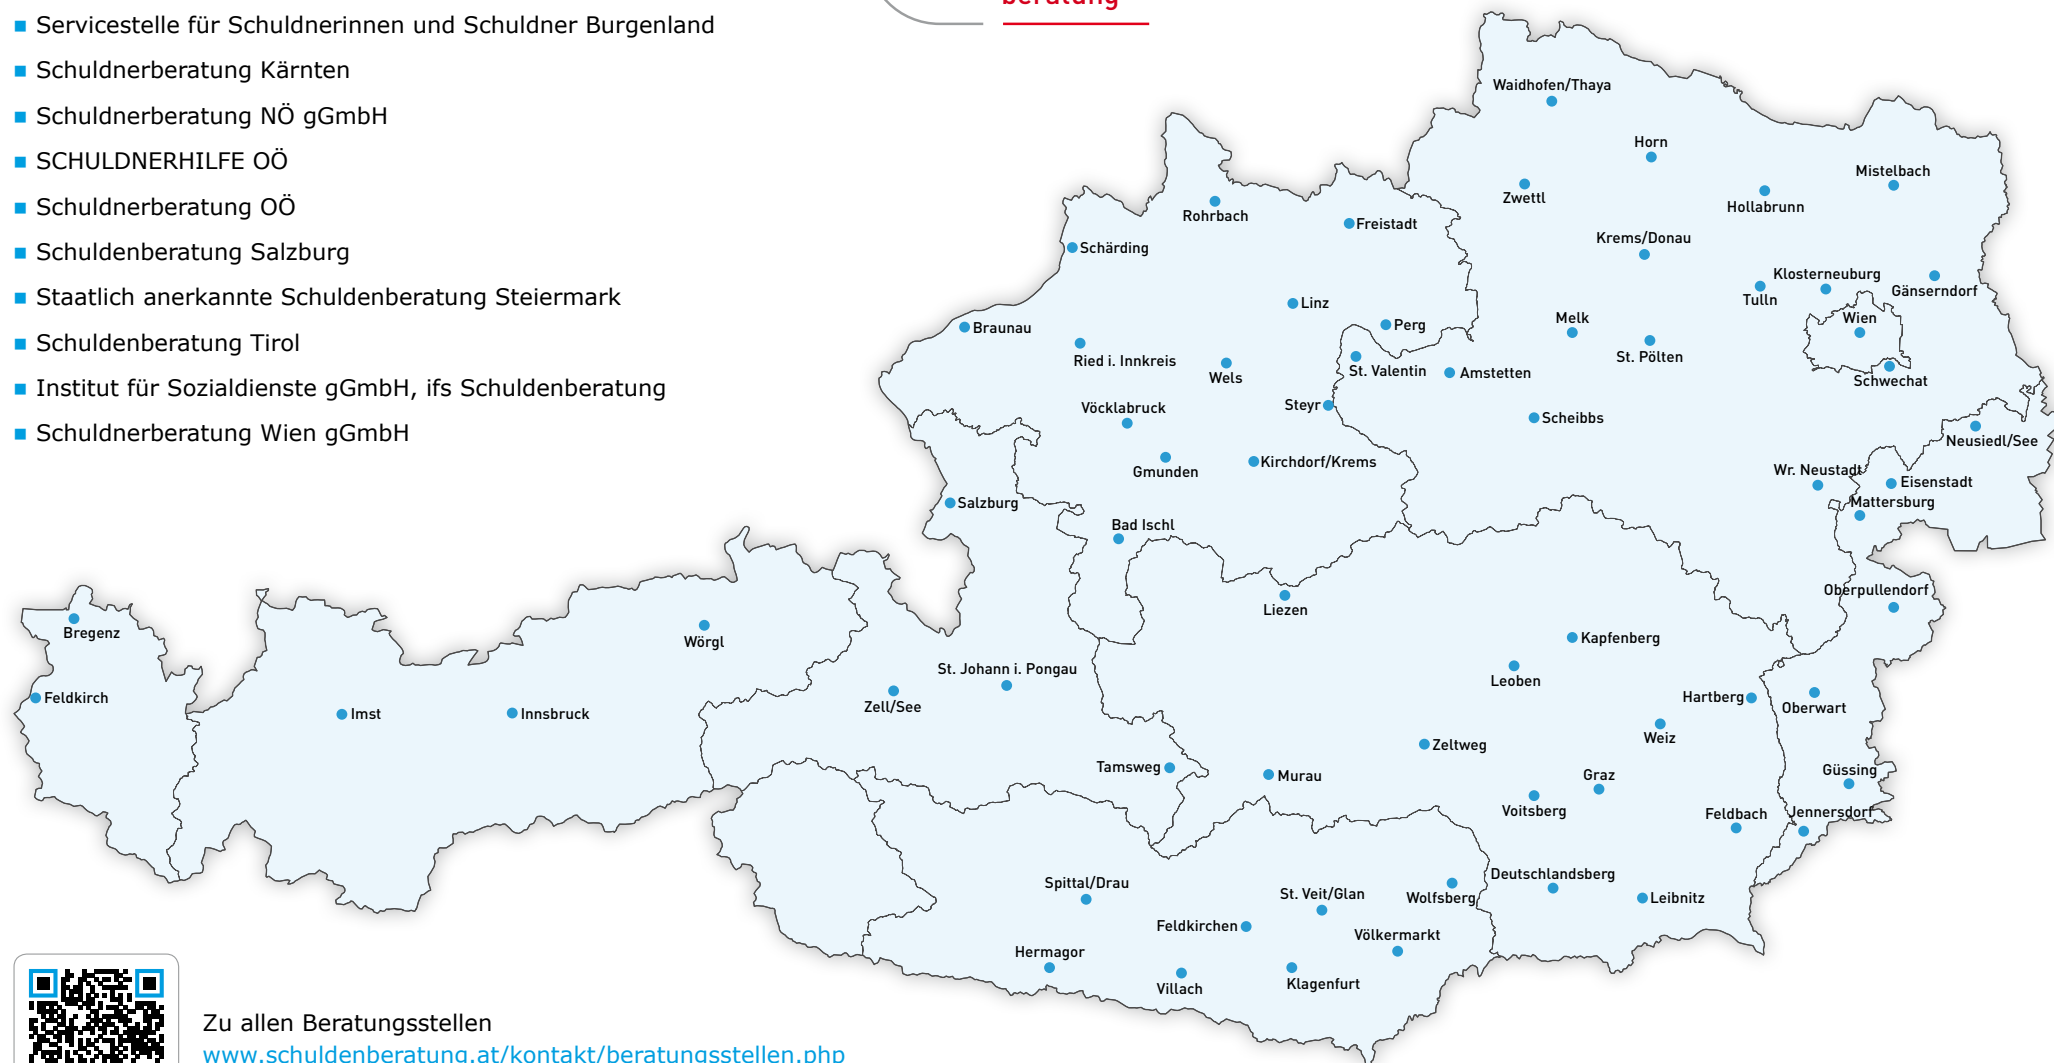 beratung
Servicestelle für Schuldnerinnen und Schuldner Burgenland
Schuldnerberatung Kärnten
Schuldnerberatung NÖ gGmbH
SCHULDNERHILFE OÖ
Schuldnerberatung OÖ
Schuldenberatung Salzburg
Staatlich anerkannte Schuldenberatung Steiermark
Schuldenberatung Tirol
Institut für Sozialdienste gGmbH, ifs Schuldenberatung
Schuldnerberatung Wien gGmbH
Waidhofen/Thaya
Horn
Mistelbach
Zwettl
Hollabrunn
Rohrbach
Freistadt
Krems/Donau
Schärding
Klosterneuburg
Gänserndorf
Tulln
Linz
Wien
Melk
Perg
Braunau
St. Pölten
Ried i. Innkreis
St. Valentin
Amstetten
Wels
Schwechat
Steyr
Vöcklabruck
Scheibbs
Neusiedl/See
Kirchdorf/Krems
Gmunden
Wr. Neustadt
Eisenstadt
Mattersburg
Salzburg
Bad Ischl
Oberpullendorf
Liezen
Bregenz
Wörgl
Kapfenberg
St. Johann i. Pongau
Leoben
Feldkirch
Hartberg
Zell/See
Oberwart
Imst
Innsbruck
Weiz
Zeltweg
Tamsweg
Murau
Graz
Güssing
Voitsberg
Feldbach
Jennersdorf
Deutschlandsberg
Spittal/Drau
St. Veit/Glan
Wolfsberg
Leibnitz
Feldkirchen
Völkermarkt
Hermagor
Villach
Klagenfurt
Zu allen Beratungsstellen
www.schuldenberatung.at/kontakt/beratungsstellen.php